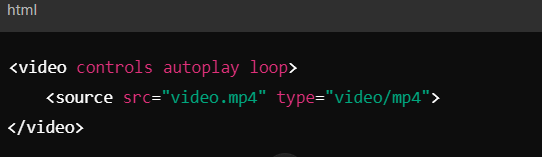 html
<video controls autoplay loop>
    <source src="video.mp4" type="video/mp4">
</video>